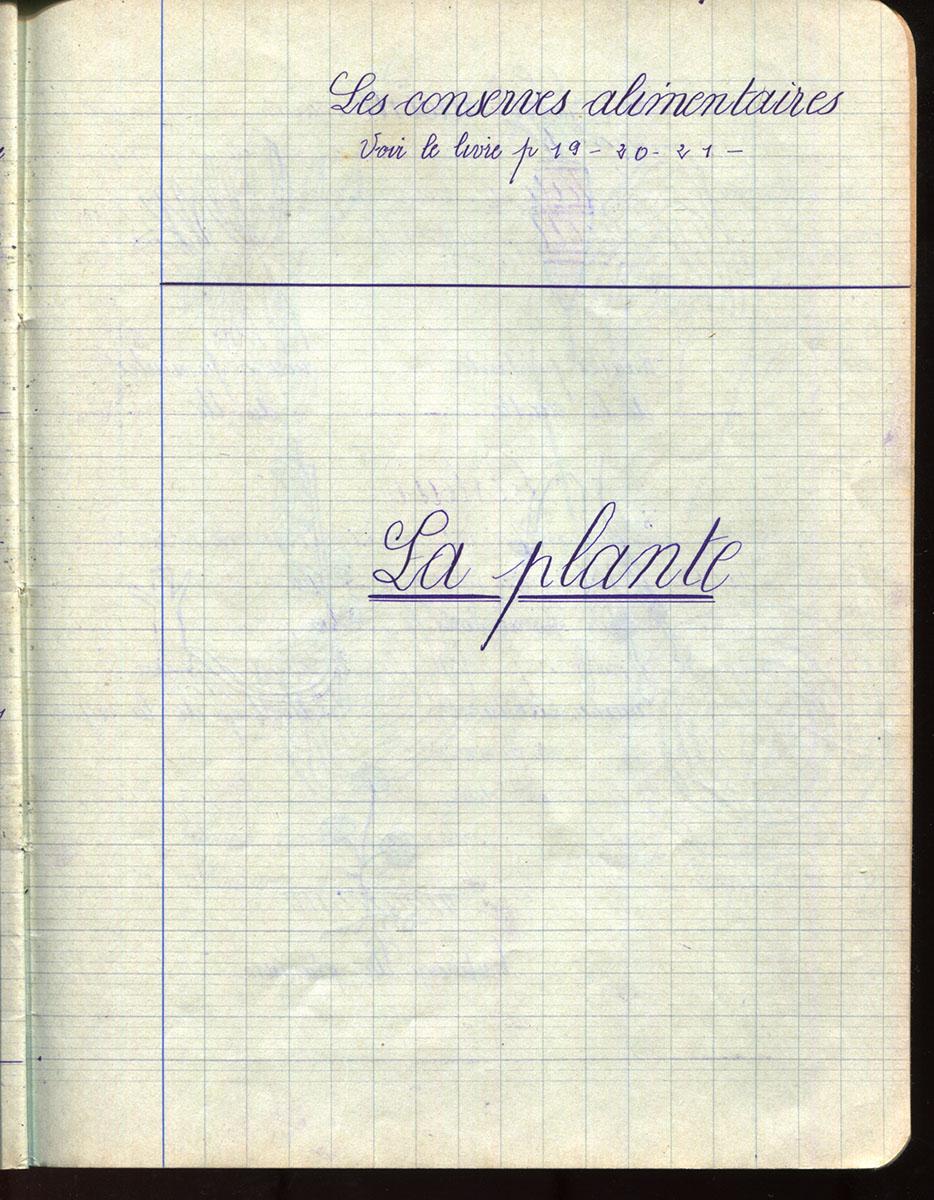 Les conserves alimentaires
Voir le livre p 19 - 20 - 21 -
La plante